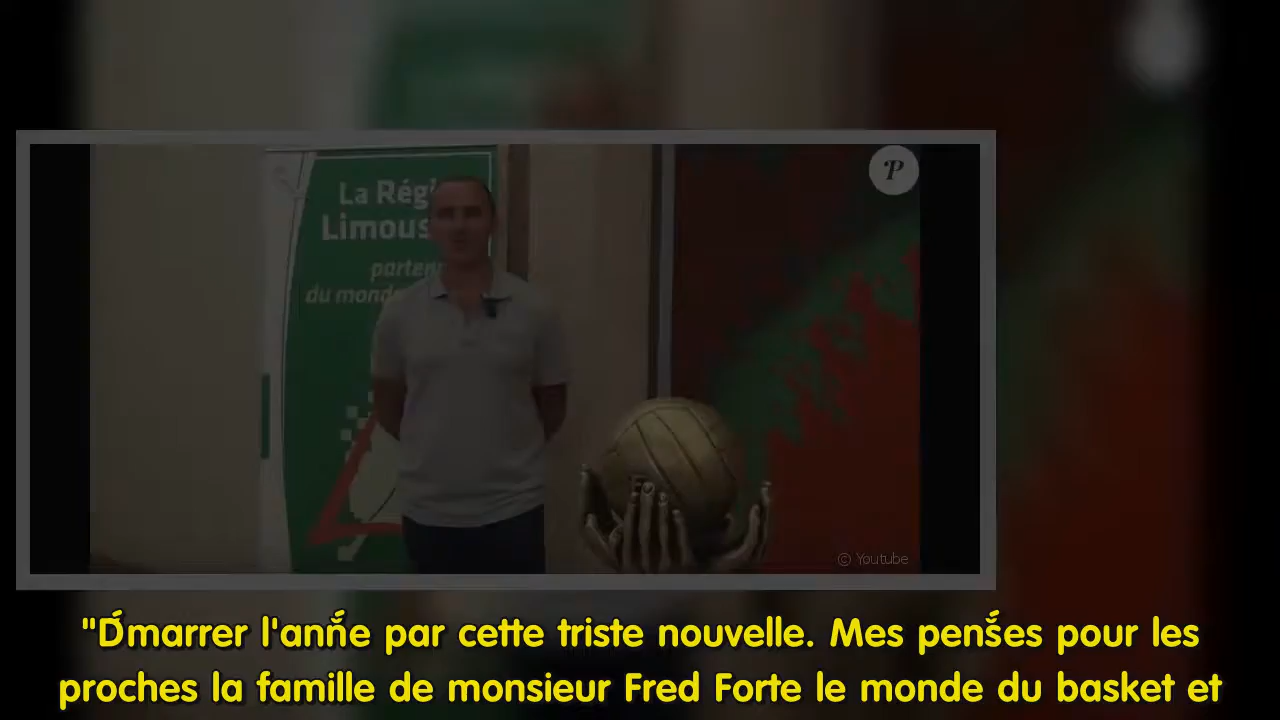 La Régi
Limous
parten
du monde
P
© Youtube
"D́marrer l'anńe par cette triste nouvelle. Mes penśes pour les
proches la famille de monsieur Fred Forte le monde du basket et